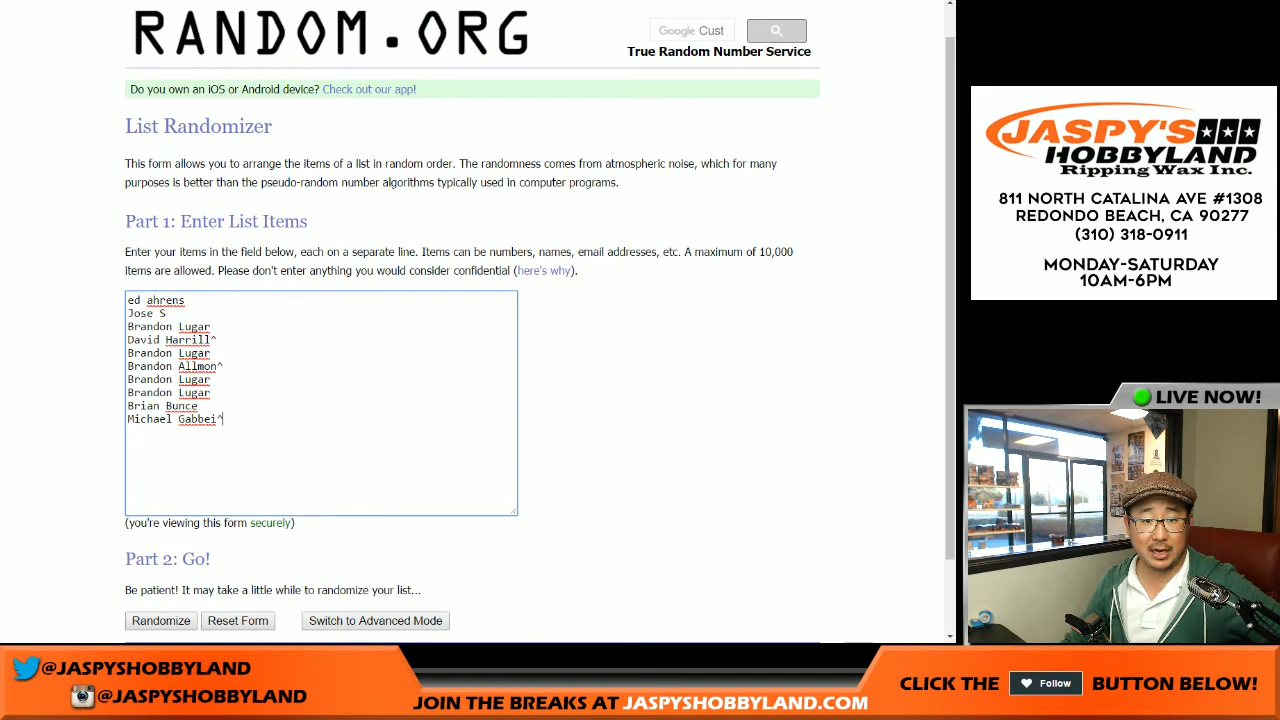 RANDOM.ORG
Google Cust
True Random Number Service
Do you own an iOS or Android device? Check out our app!
List Randomizer
This form allows you to arrange the items of a list in random order. The randomness comes from atmospheric noise, which for many
purposes is better than the pseudo-random number algorithms typically used in computer programs.
Part 1: Enter List Items
Enter your items in the field below, each on a separate line. Items can be numbers, names, email addresses, etc. A maximum of 10,000
items are allowed. Please don't enter anything you would consider confidential (here's why).
ed ahrens
Jose S
Brandon Lugar
David Harrill^
Brandon Lugar
Brandon Allmon^
Brandon Lugar
Brandon Lugar
Brian Bunce
Michael Gabbei^
(you're viewing this form securely)
Part 2: Go!
Be patient! It may take a little while to randomize your list...
Randomize
Reset Form
Switch to Advanced Mode
JASPY'S
HOBBYLAND
Ripping Wax Inc.
811 NORTH CATALINA AVE #1308
REDONDO BEACH, CA 90277
(310) 318-0911
MONDAY-SATURDAY
10AM-6PM
LIVE NOW!
@JASPYSHOBBYLAND
@JASPYSHOBBYLAND
JOIN THE BREAKS AT JASPYSHOBBYLAND.COM
CLICK THE Follow BUTTON BELOW!